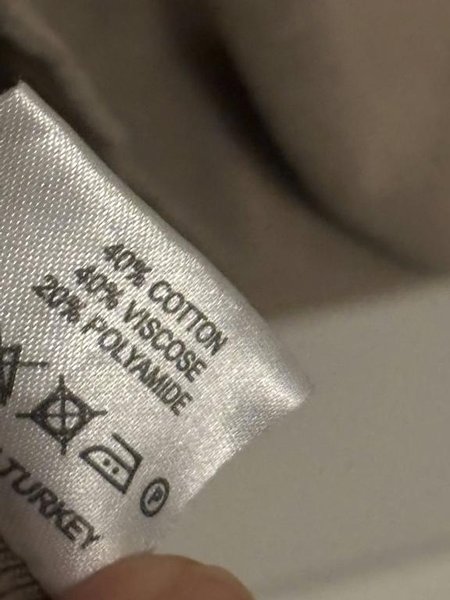 40% COTTON
40% VISCOSE
20% POLYAMIDE
P
TURKEY